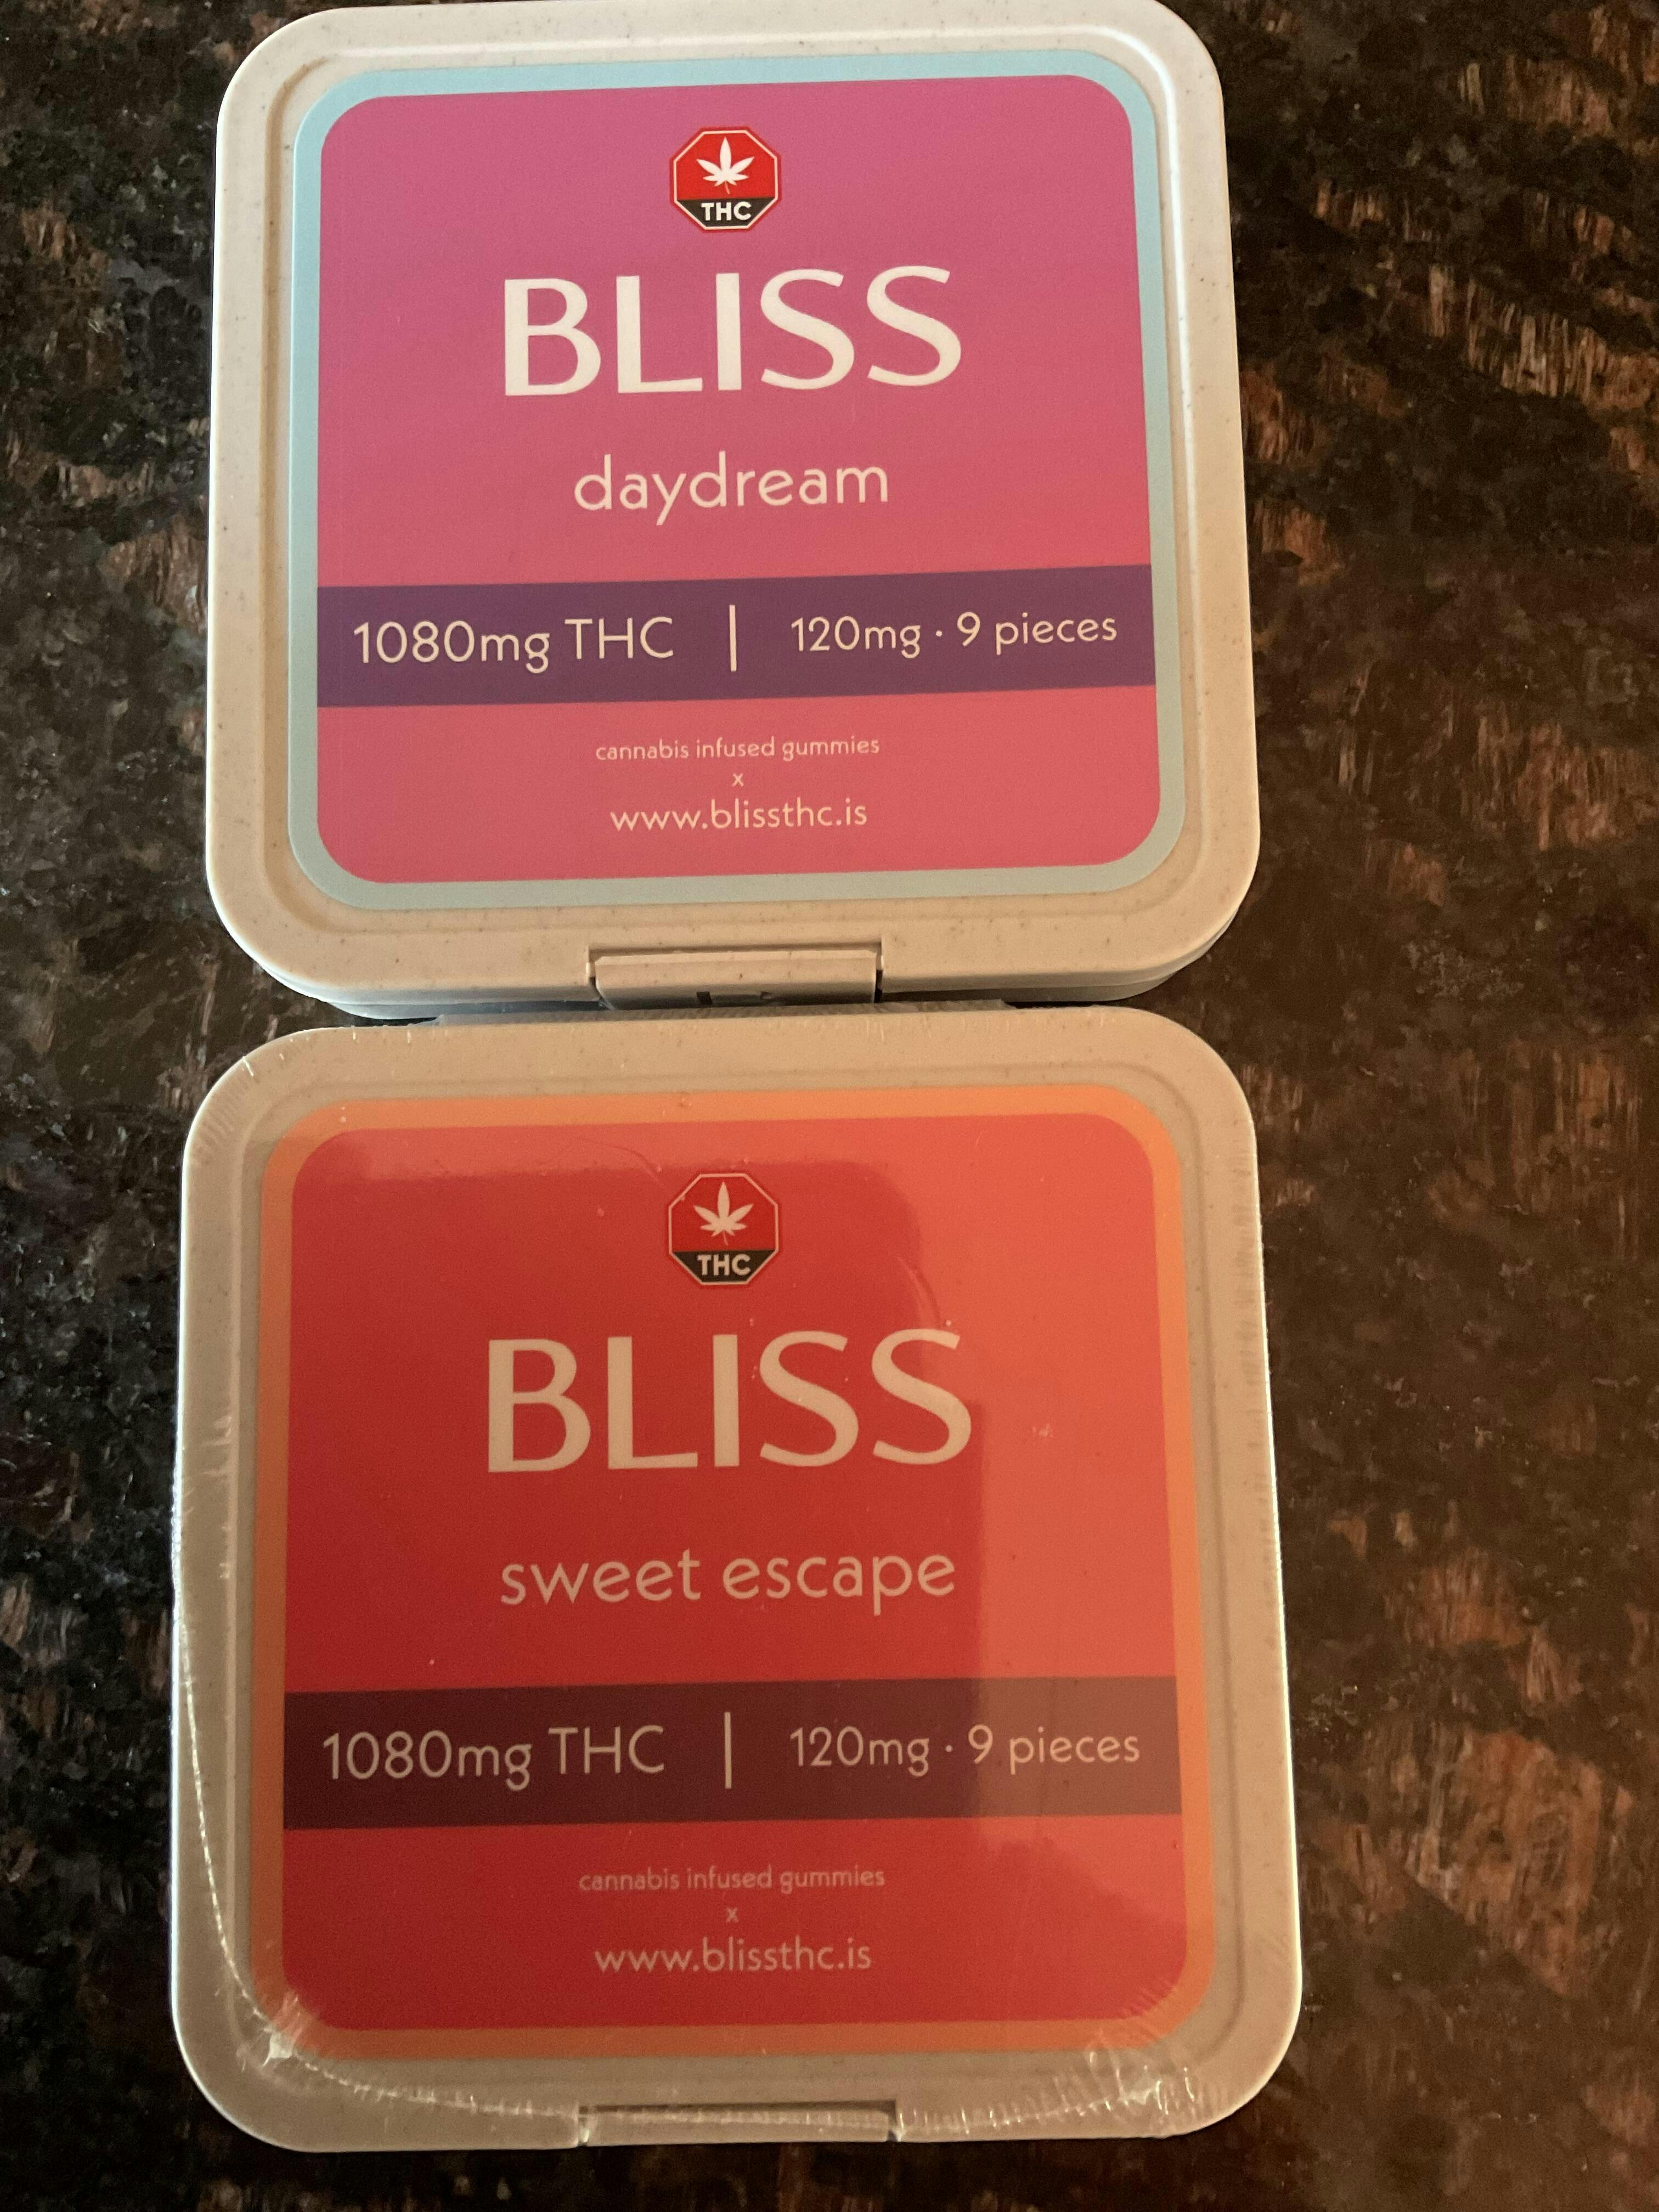 THC
BLISS
daydream
1080mg THC | 120mg · 9 pieces
cannabis infused gummies
x
www.blissthc.is
THC
BLISS
sweet escape
1080mg THC | 120mg · 9 pieces
cannabis infused gummies
x
www.blissthc.is